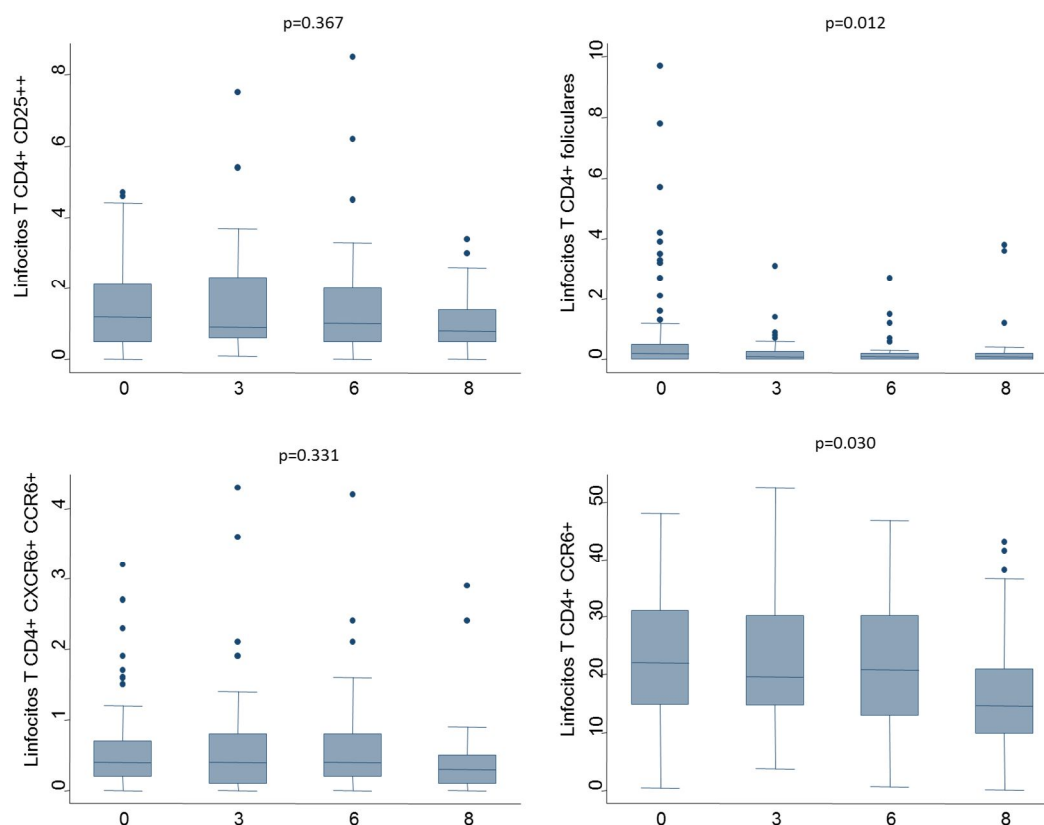 p=0.367
Linfocitos T CD4+ CD25++
8
6
4
2
0
0 3 6 8
p=0.012
Linfocitos T CD4+ foliculares
10
8
6
4
2
0
0 3 6 8
p=0.331
Linfocitos T CD4+ CXCR6+ CCR6+
4
3
2
1
0
0 3 6 8
p=0.030
Linfocitos T CD4+ CCR6+
50
40
30
20
10
0
0 3 6 8